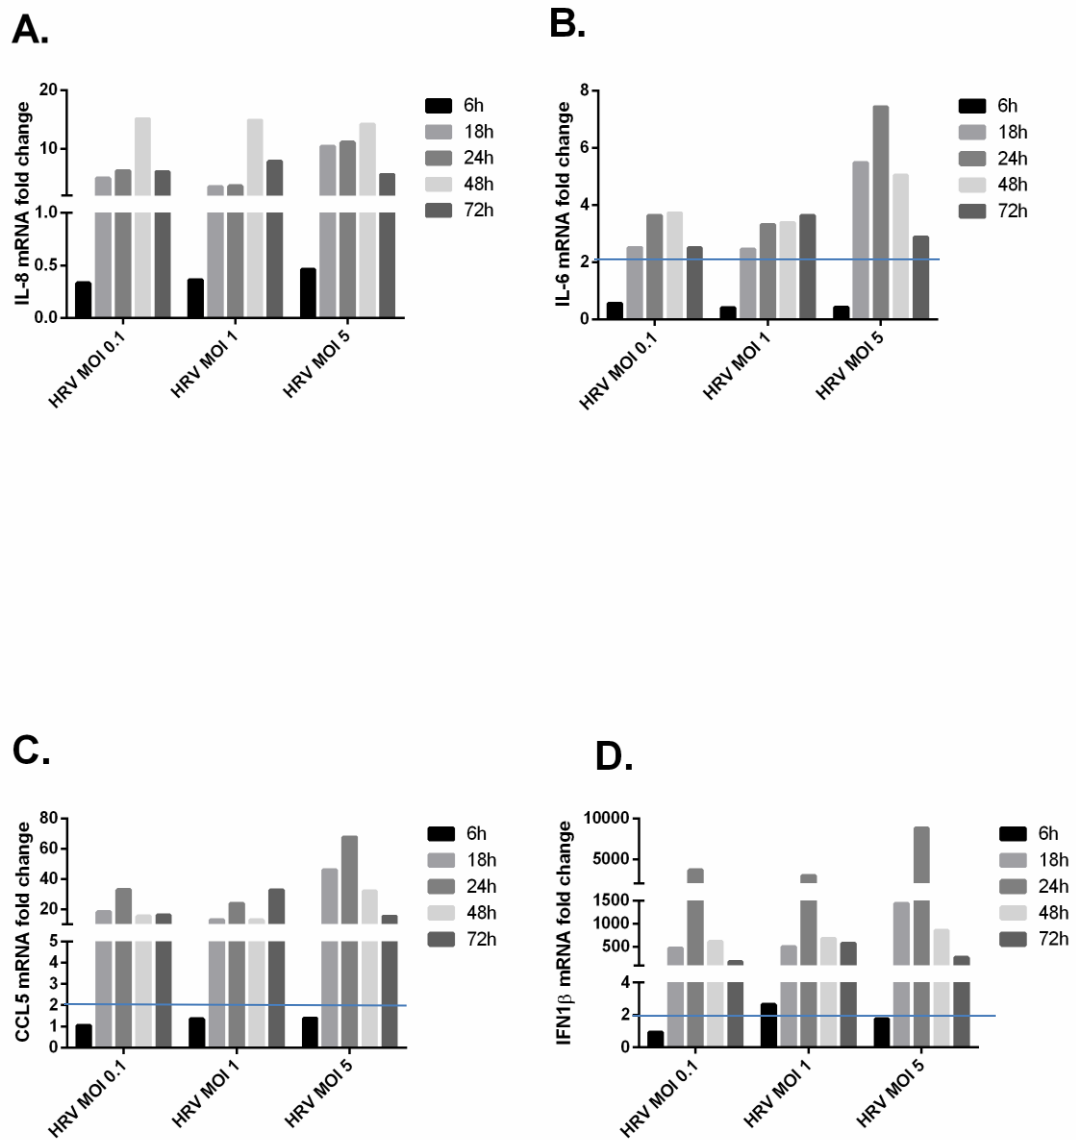 A.
IL-8 mRNA fold change
20
10
1.0
0.5
0.0
HRV MOI 0.1
HRV MOI 1
HRV MOI 5
6h
18h
24h
48h
72h
B.
IL-6 mRNA fold change
8
6
4
2
0
HRV MOI 0.1
HRV MOI 1
HRV MOI 5
6h
18h
24h
48h
72h
C.
CCL5 mRNA fold change
80
60
40
20
5
4
3
2
1
0
HRV MOI 0.1
HRV MOI 1
HRV MOI 5
6h
18h
24h
48h
72h
D.
IFN1β mRNA fold change
10000
5000
1500
1000
500
4
2
0
HRV MOI 0.1
HRV MOI 1
HRV MOI 5
6h
18h
24h
48h
72h